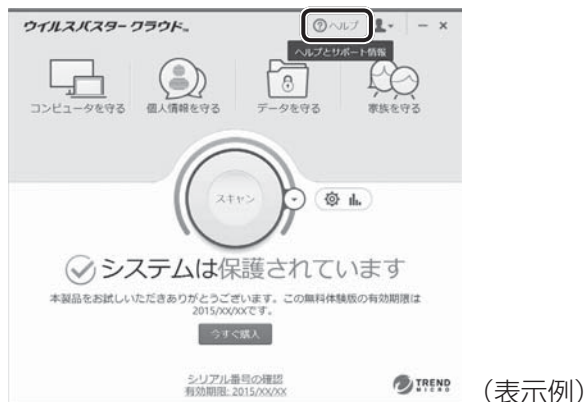 ウイルスバスター クラウド™
ヘルプ
ヘルプとサポート情報
コンピュータを守る
個人情報を守る
データを守る
家族を守る
スキャン
システムは保護されています
本製品をお試しいただきありがとうございます。この無料体験版の有効期限は
2015/xx/xxです。
今すぐ購入
シリアル番号の確認
有効期限: 2015/XX/XX
TREND
MICRO
(表示例)